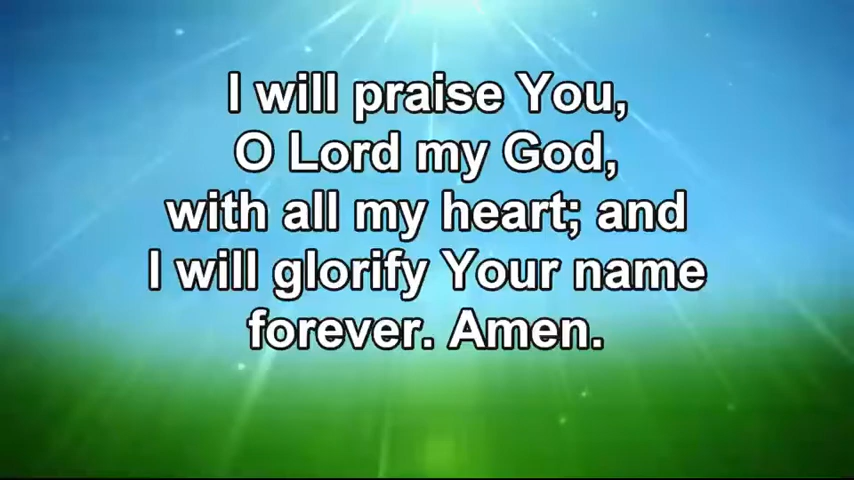 I will praise You,
O Lord my God,
with all my heart; and
I will glorify Your name
forever. Amen.